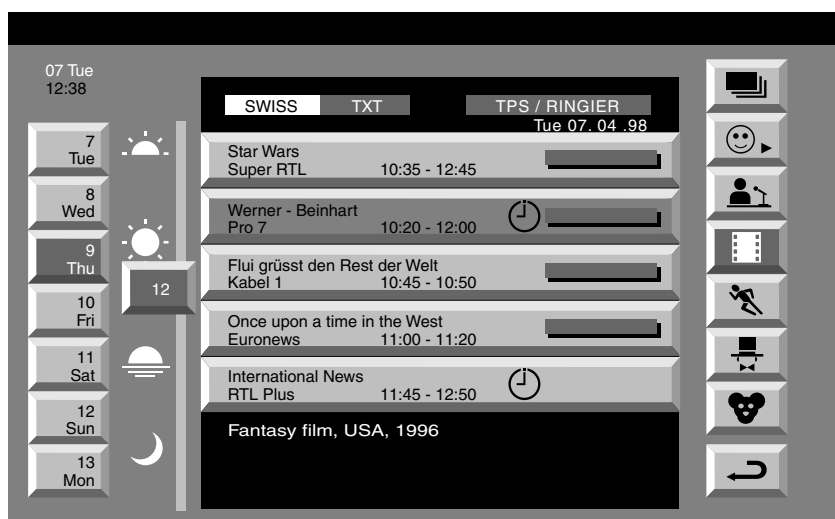 07 Tue
12:38
SWISS TXT TPS / RINGIER
Tue 07. 04 .98
7
Tue
8
Wed
9
Thu
10
Fri
11
Sat
12
Sun
13
Mon
12
Star Wars
Super RTL 10:35 - 12:45
Werner - Beinhart
Pro 7 10:20 - 12:00
Flui grüsst den Rest der Welt
Kabel 1 10:45 - 10:50
Once upon a time in the West
Euronews 11:00 - 11:20
International News
RTL Plus 11:45 - 12:50
Fantasy film, USA, 1996